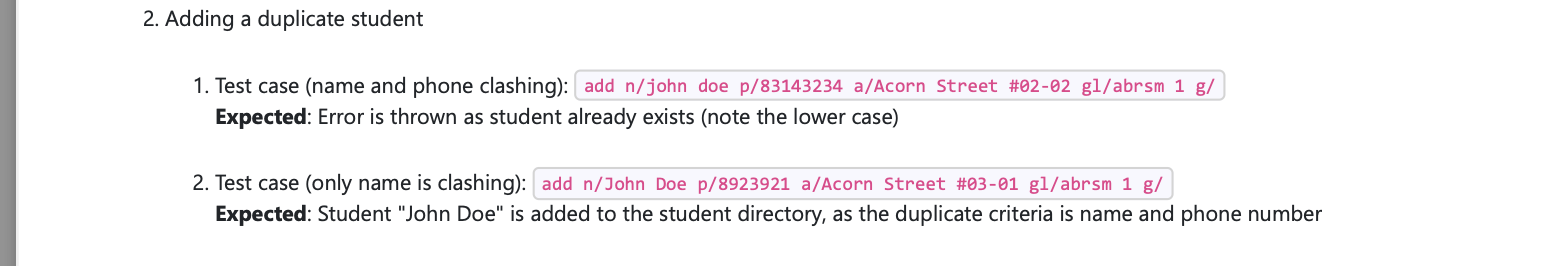 2. Adding a duplicate student
1. Test case (name and phone clashing): add n/john doe p/83143234 a/Acorn Street #02-02 gl/abrsm 1 g/
Expected: Error is thrown as student already exists (note the lower case)
2. Test case (only name is clashing): add n/John Doe p/8923921 a/Acorn Street #03-01 gl/abrsm 1 g/
Expected: Student "John Doe" is added to the student directory, as the duplicate criteria is name and phone number